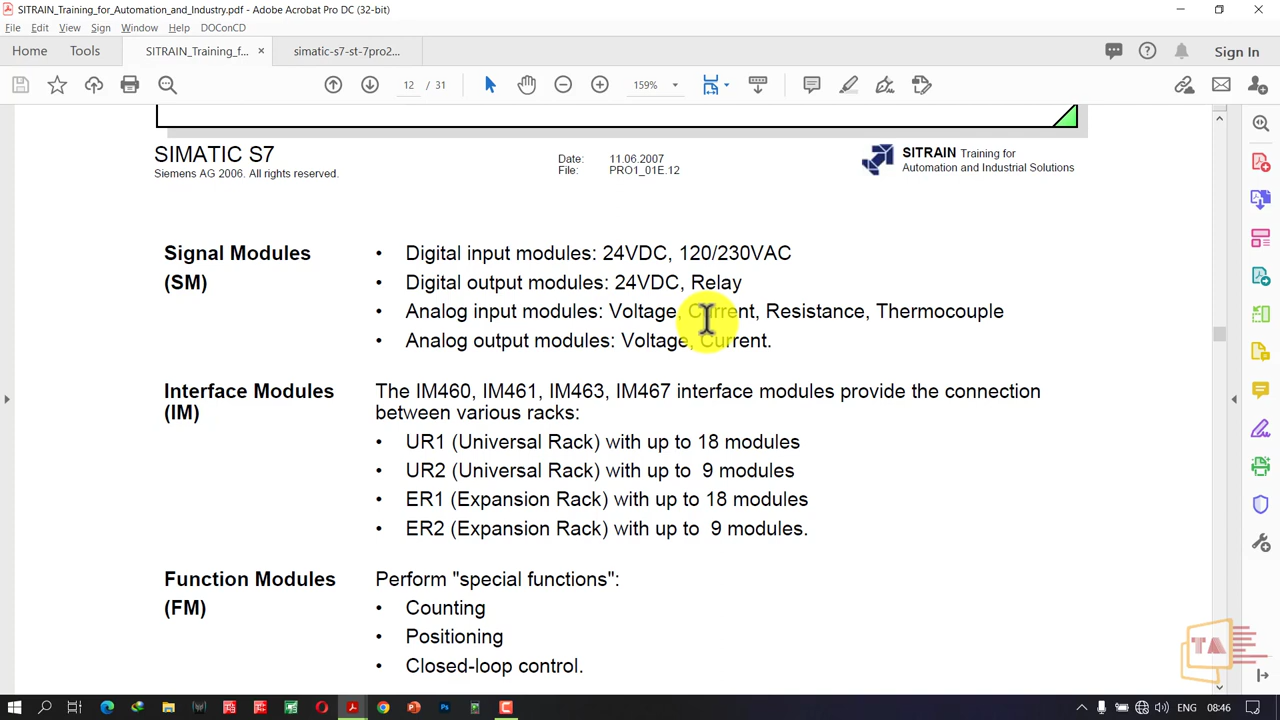 SITRAIN_Training_for_Automation_and_Industry.pdf - Adobe Acrobat Pro DC (32-bit)
File Edit View Sign Window Help DOConCD
Home Tools SITRAIN_Training_f... × simatic-s7-st-7pro2... Sign In
12 / 31 159%
SIMATIC S7
Siemens AG 2006. All rights reserved.
Date: 11.06.2007
File: PRO1_01E.12
SITRAIN Training for
Automation and Industrial Solutions
Signal Modules • Digital input modules: 24VDC, 120/230VAC
(SM) • Digital output modules: 24VDC, Relay
• Analog input modules: Voltage, Current, Resistance, Thermocouple
• Analog output modules: Voltage, Current.
Interface Modules The IM460, IM461, IM463, IM467 interface modules provide the connection
(IM) between various racks:
• UR1 (Universal Rack) with up to 18 modules
• UR2 (Universal Rack) with up to 9 modules
• ER1 (Expansion Rack) with up to 18 modules
• ER2 (Expansion Rack) with up to 9 modules.
Function Modules Perform "special functions":
(FM) • Counting
• Positioning
• Closed-loop control.
TA
ENG 08:46